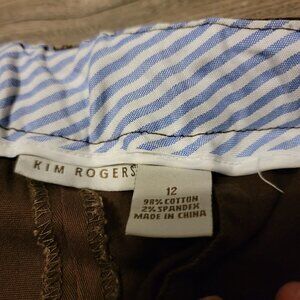 KIM ROGERS
12
98% COTTON
2% SPANDEX
MADE IN CHINA